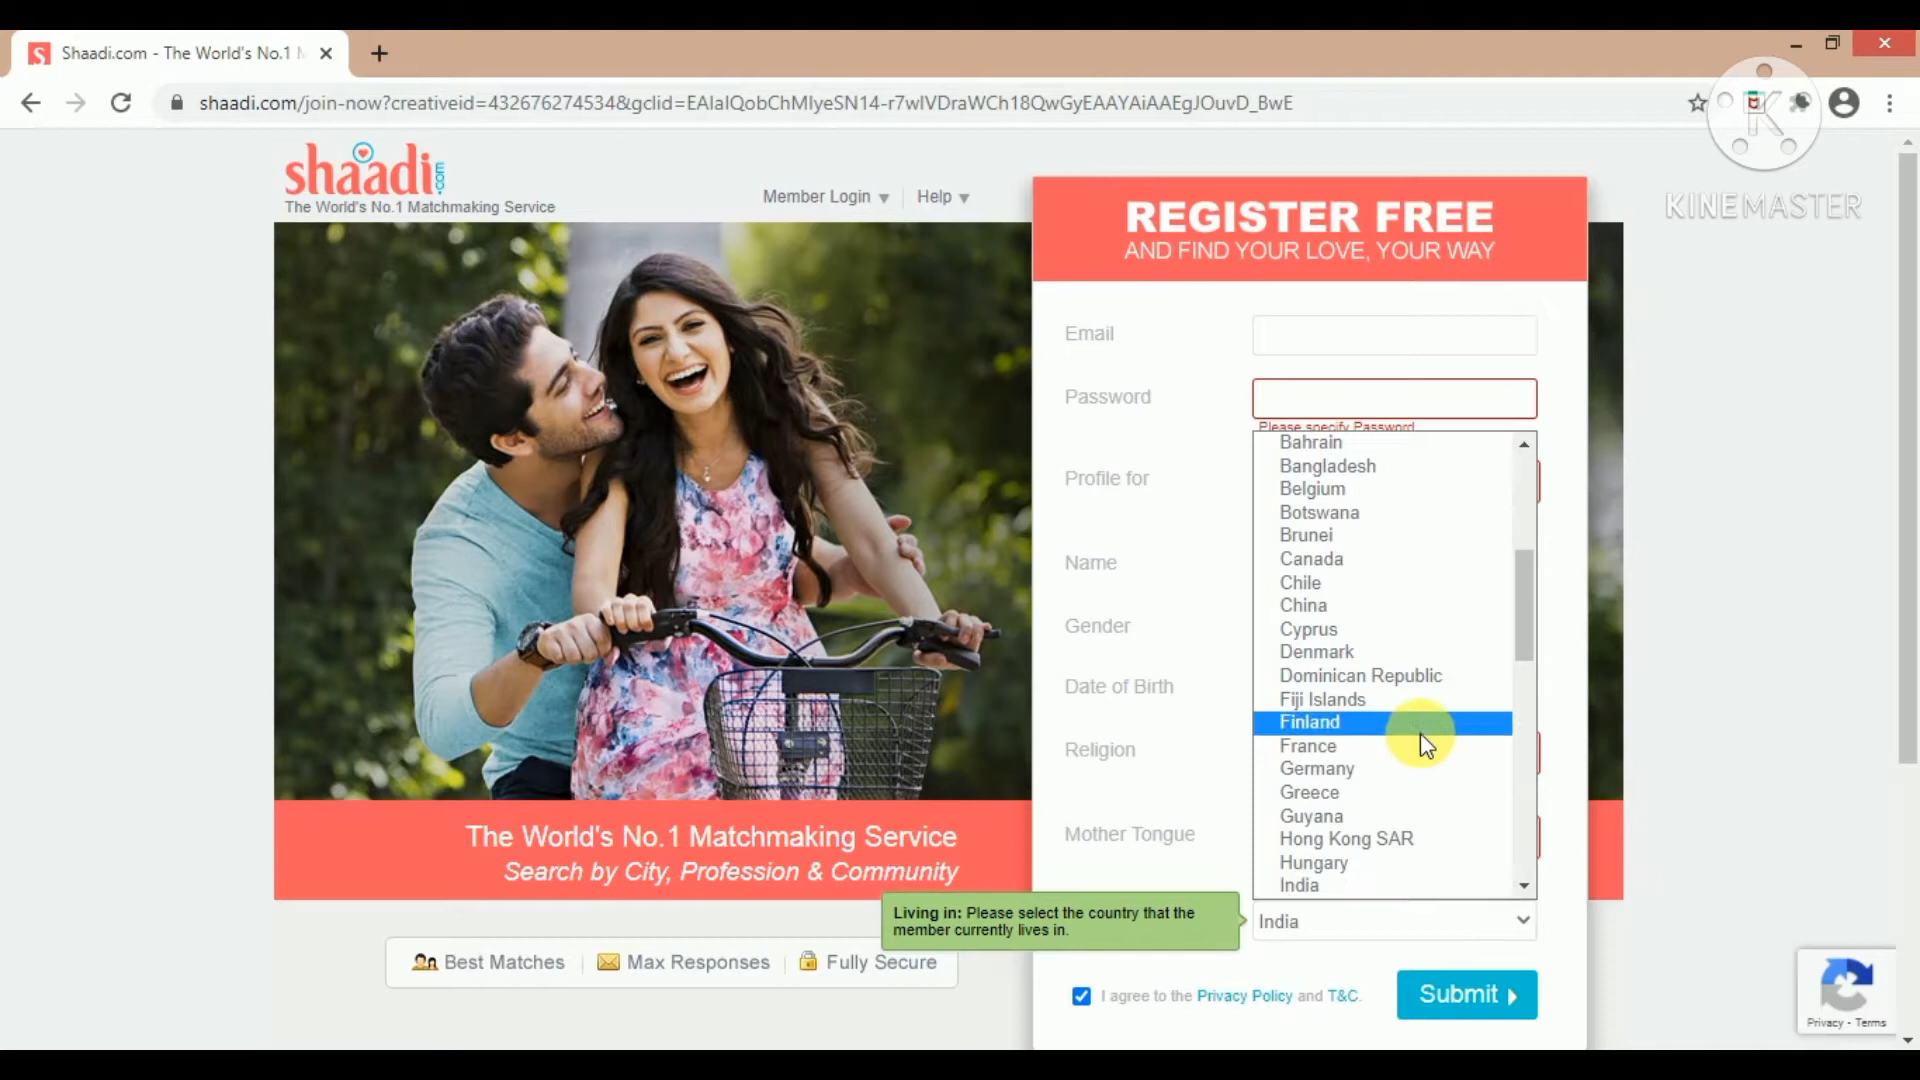 Shaadi.com - The World's No.1 M
shaadi.com/join-now?creativeid=432676274534&gclid=EAIaIQobChMIyeSN14-r7wIVDraWCh18QwGyEAAYAiAAEgJOuvD_BwE
KINEMASTER
shaadi.com
The World's No.1 Matchmaking Service
Member Login
Help
REGISTER FREE
AND FIND YOUR LOVE, YOUR WAY
Email
Password
Please specify Password
Profile for
Name
Gender
Date of Birth
Religion
Mother Tongue
Bahrain
Bangladesh
Belgium
Botswana
Brunei
Canada
Chile
China
Cyprus
Denmark
Dominican Republic
Fiji Islands
Finland
France
Germany
Greece
Guyana
Hong Kong SAR
Hungary
India
India
Living in: Please select the country that the
member currently lives in.
I agree to the Privacy Policy and T&C.
Submit
The World's No.1 Matchmaking Service
Search by City, Profession & Community
Best Matches
Max Responses
Fully Secure
Privacy - Terms